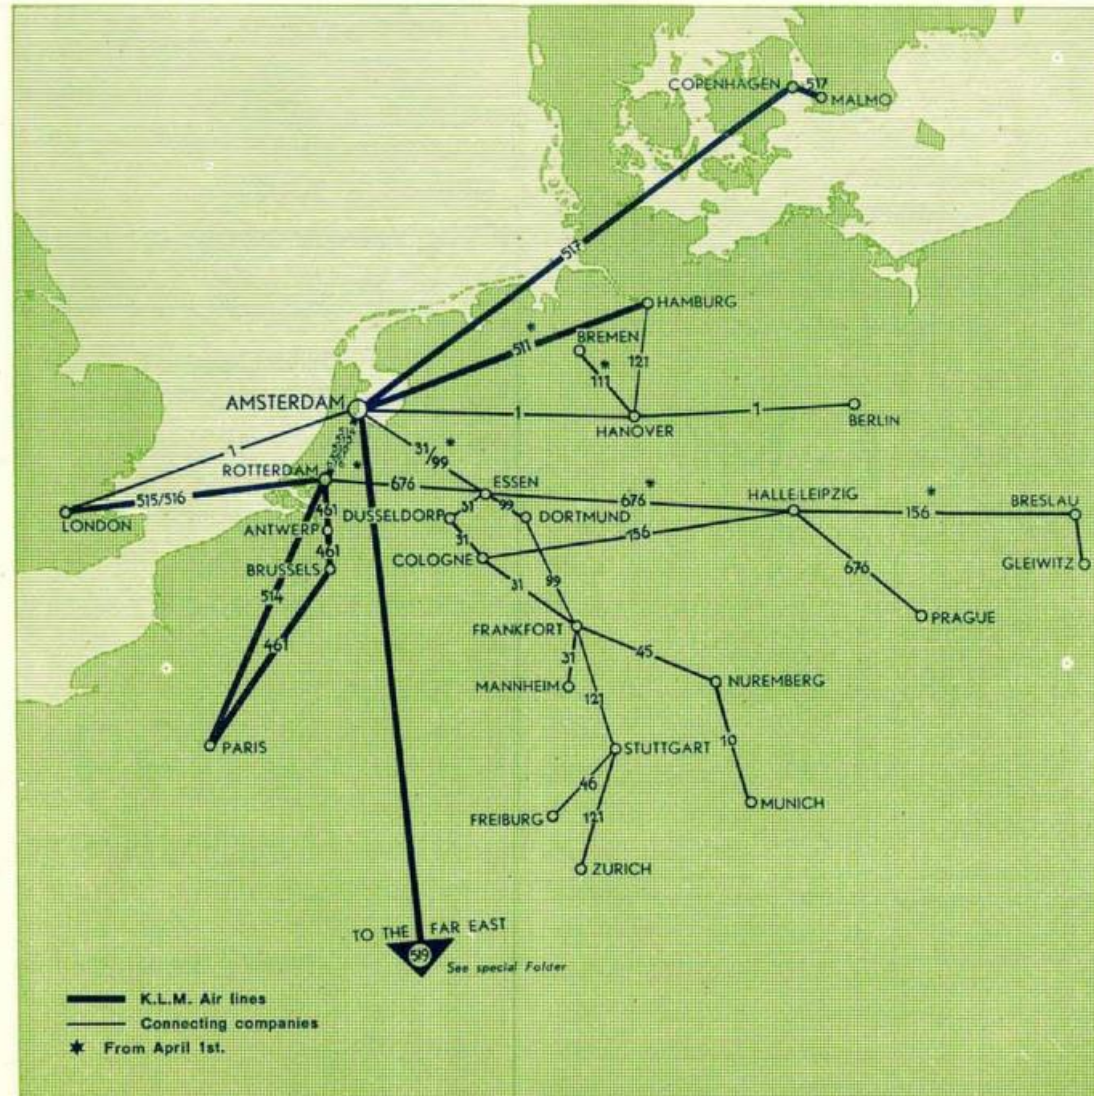 COPENHAGEN 517
MALMO
517
HAMBURG
*
511
BREMEN
*
111
121
AMSTERDAM
1
1
HANOVER
BERLIN
1
31/99 *
ROTTERDAM
*
676
ESSEN
676 *
HALLE/LEIPZIG
156 *
BRESLAU
515/516
LONDON
461
DUSSELDORF
31
99
DORTMUND
ANTWERP
31
156
461
COLOGNE
GLEIWITZ
BRUSSELS
31
99
676
514
461
PRAGUE
FRANKFORT
45
31
MANNHEIM
121
NUREMBERG
PARIS
STUTTGART
10
46
MUNICH
FREIBURG
121
ZURICH
TO THE FAR EAST
519
See special Folder
K.L.M. Air lines
Connecting companies
* From April 1st.